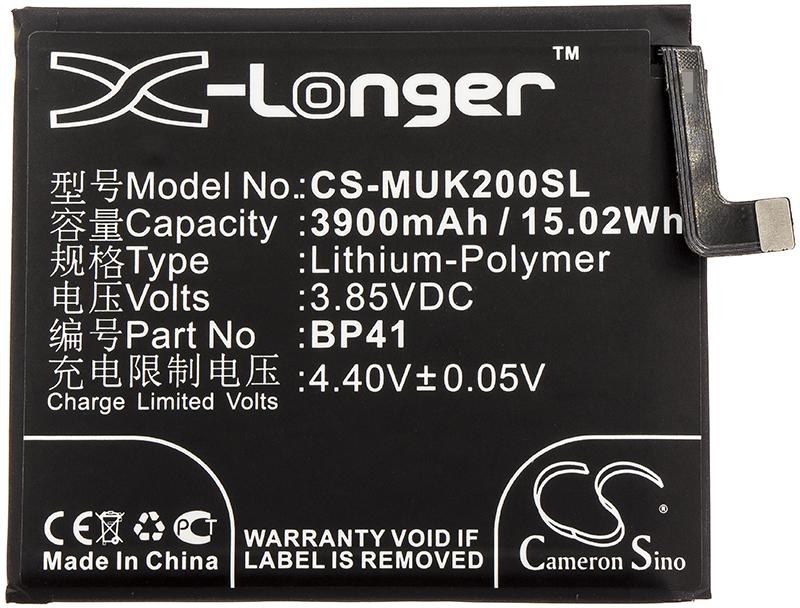 X-Longer™
型号Model No.:CS-MUK200SL
容量Capacity :3900mAh / 15.02Wh
规格Type :Lithium-Polymer
电压Volts :3.85VDC
编号Part No :BP41
充电限制电压 :4.40V±0.05V
Charge Limited Volts
CE PCT
Made In China
WARRANTY VOID IF
LABEL IS REMOVED
CS ®
Cameron Sino